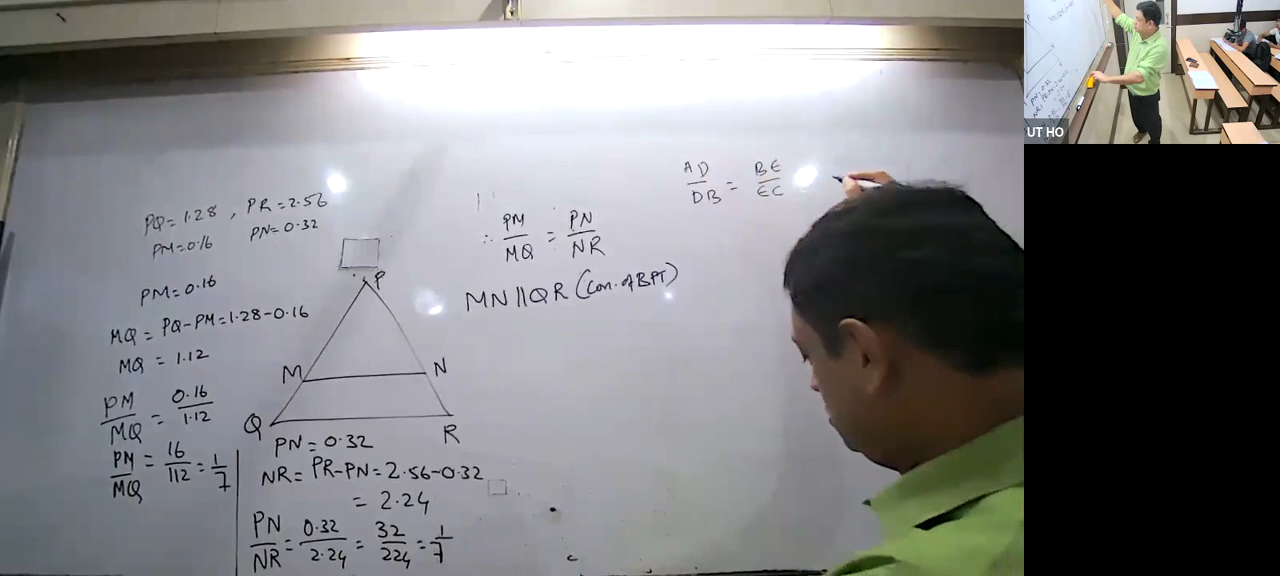 PQ = 1.28 , PR = 2.56
PM = 0.16 PN = 0.32
PM = 0.16
MQ = PQ - PM = 1.28 - 0.16
MQ = 1.12
PM/MQ = 0.16/1.12
PM/MQ = 16/112 = 1/7
P
M N
Q R
PN = 0.32
NR = PR - PN = 2.56 - 0.32
= 2.24
PN/NR = 0.32/2.24 = 32/224 = 1/7
∴ PM/MQ = PN/NR
MN || QR (Con. of BPT)
AD/DB = BE/EC
UT HO